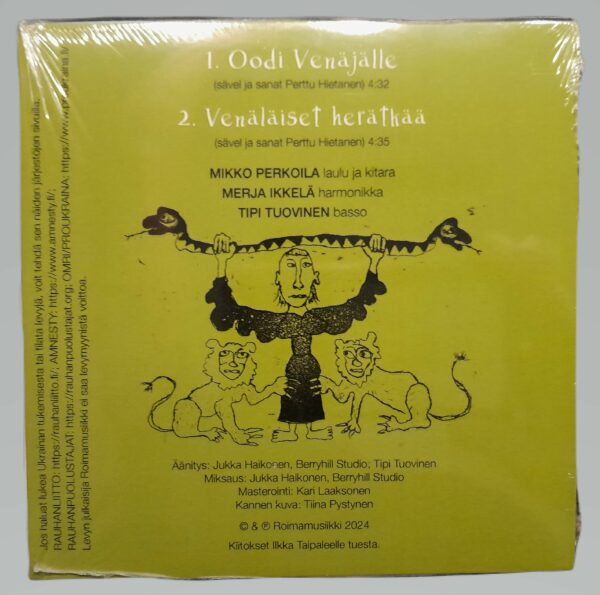 1. Oodi Venäjälle
(sävel ja sanat Perttu Hietanen) 4:32
2. Venäläiset herätkää
(sävel ja sanat Perttu Hietanen) 4:35
MIKKO PERKOILA laulu ja kitara
MERJA IKKELÄ harmonikka
TIPI TUOVINEN basso
Äänitys: Jukka Haikonen, Berryhill Studio; Tipi Tuovinen
Miksaus: Jukka Haikonen, Berryhill Studio
Masterointi: Kari Laaksonen
Kannen kuva: Tiina Pystynen
© & ℗ Roimamusiikki 2024
Kiitokset Ilkka Taipaleelle tuesta.
Jos haluat lukea Ukrainan tukemisesta tai tilata levyjä, voit tehdä sen näiden järjestöjen sivuilla:
RAUHANLIITTO: https://rauhanliitto.fi/; AMNESTY: https://www.amnesty.fi/;
RAUHANPUOLUSTAJAT: https://rauhanpuolustajat.org; OMRI/PROUKRAINA:
Levyn julkaisija Roimamusiikki ei saa levymyynnistä voittoa.